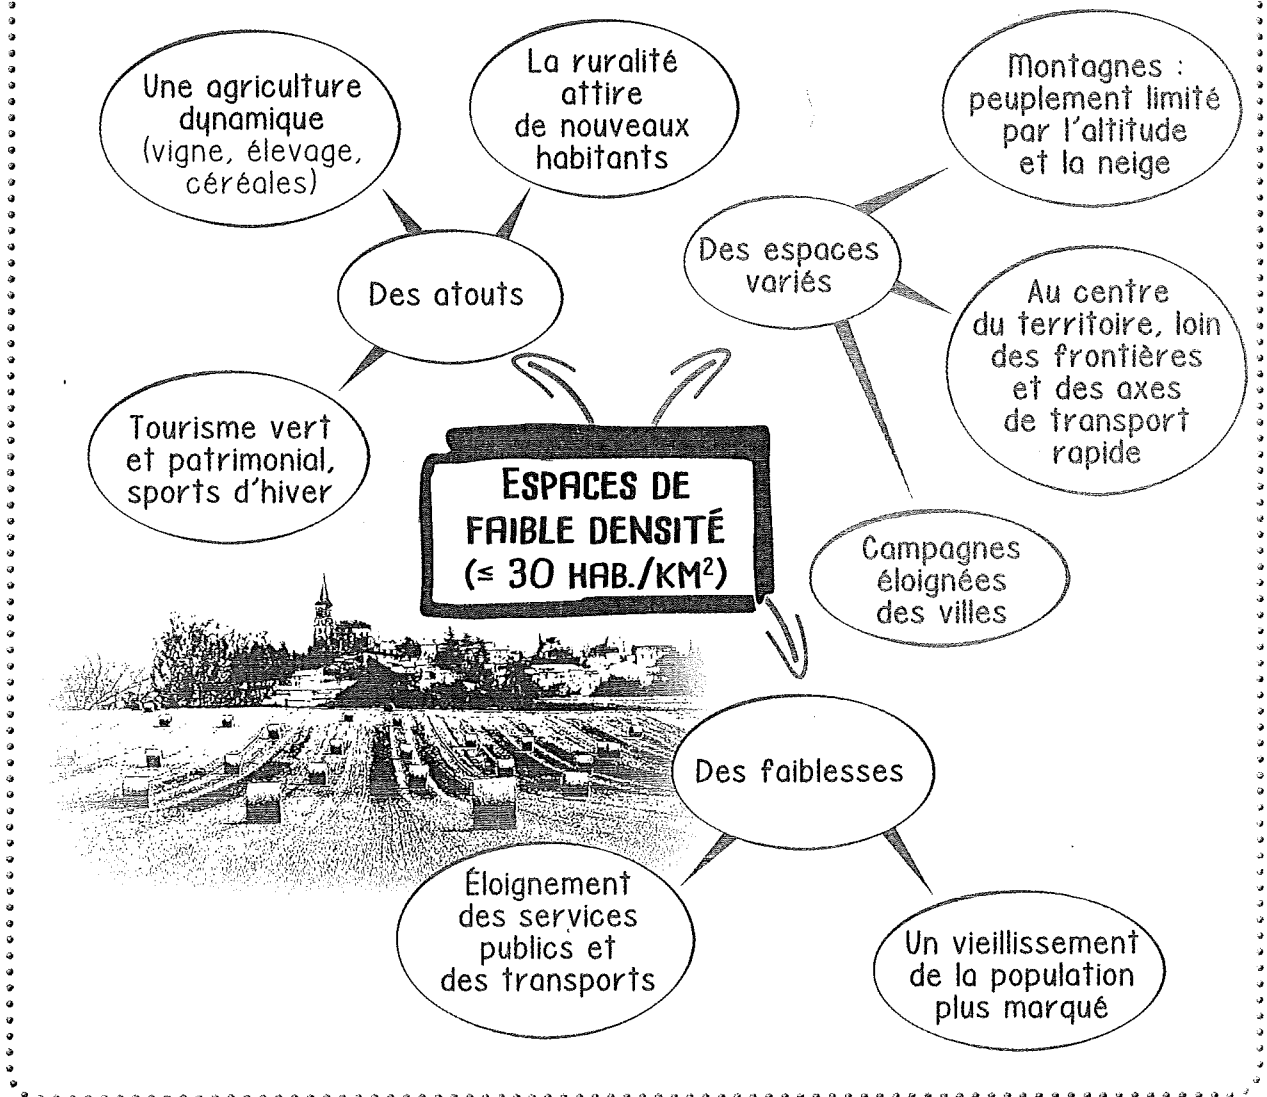 Une agriculture
dynamique
(vigne, élevage,
céréales)
La ruralité
attire
de nouveaux
habitants
Des atouts
Tourisme vert
et patrimonial,
sports d'hiver
Montagnes :
peuplement limité
par l'altitude
et la neige
Des espaces
variés
Au centre
du territoire, loin
des frontières
et des axes
de transport
rapide
Campagnes
éloignées
des villes
ESPACES DE
FAIBLE DENSITÉ
(≤ 30 HAB./KM²)
Des faiblesses
Éloignement
des services
publics et
des transports
Un vieillissement
de la population
plus marqué